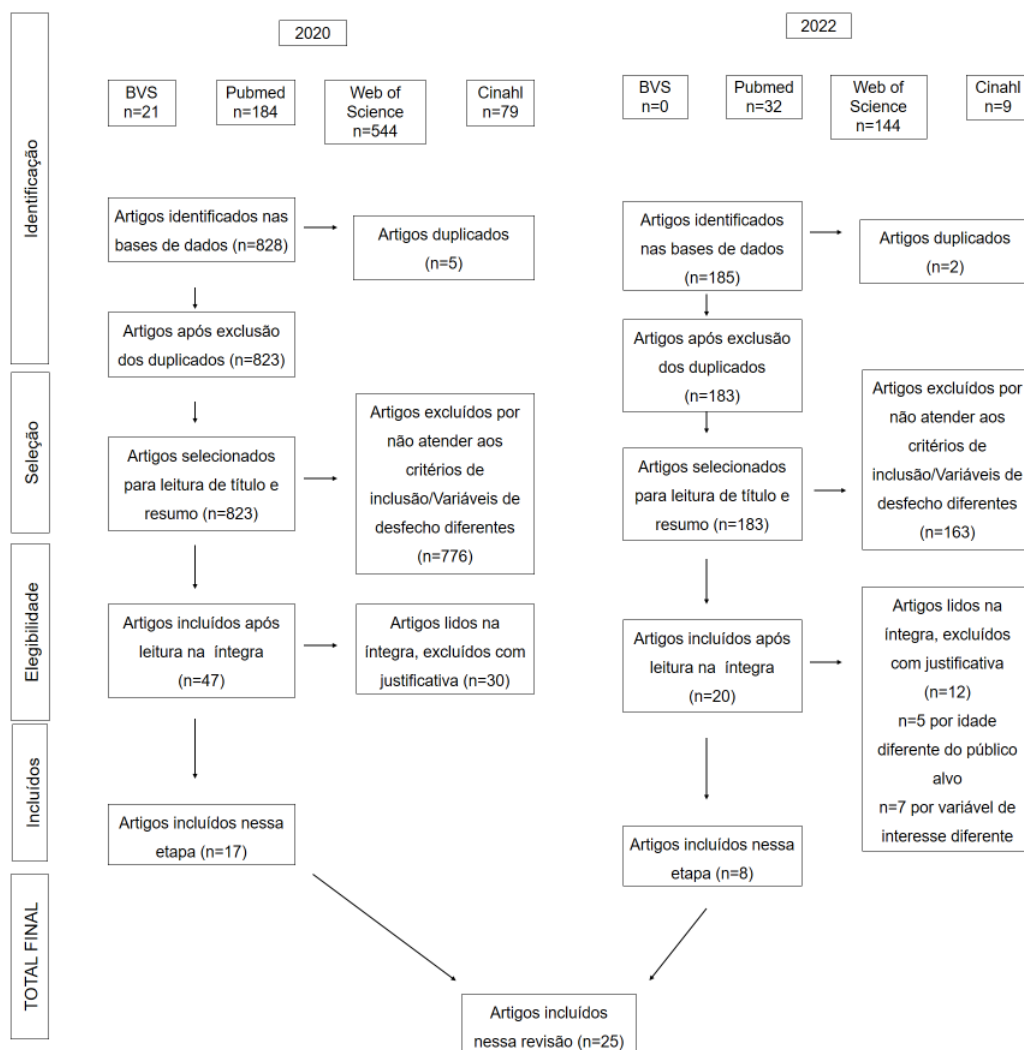 Identificação
Seleção
Elegibilidade
Incluídos
TOTAL FINAL
2020
BVS
n=21
Pubmed
n=184
Web of
Science
n=544
Cinahl
n=79
Artigos identificados nas
bases de dados (n=828)
Artigos duplicados
(n=5)
Artigos após exclusão
dos duplicados (n=823)
Artigos selecionados
para leitura de título e
resumo (n=823)
Artigos excluídos por
não atender aos
critérios de
inclusão/Variáveis de
desfecho diferentes
(n=776)
Artigos incluídos após
leitura na íntegra
(n=47)
Artigos lidos na
íntegra, excluídos com
justificativa (n=30)
Artigos incluídos nessa
etapa (n=17)
2022
BVS
n=0
Pubmed
n=32
Web of
Science
n=144
Cinahl
n=9
Artigos identificados
nas bases de dados
(n=185)
Artigos duplicados
(n=2)
Artigos após exclusão
dos duplicados
(n=183)
Artigos selecionados
para leitura de título e
resumo (n=183)
Artigos excluídos por
não atender aos
critérios de
inclusão/Variáveis de
desfecho diferentes
(n=163)
Artigos incluídos após
leitura na íntegra
(n=20)
Artigos lidos na
íntegra, excluídos
com justificativa
(n=12)
n=5 por idade
diferente do público
alvo
n=7 por variável de
interesse diferente
Artigos incluídos nessa
etapa (n=8)
Artigos incluídos
nessa revisão (n=25)